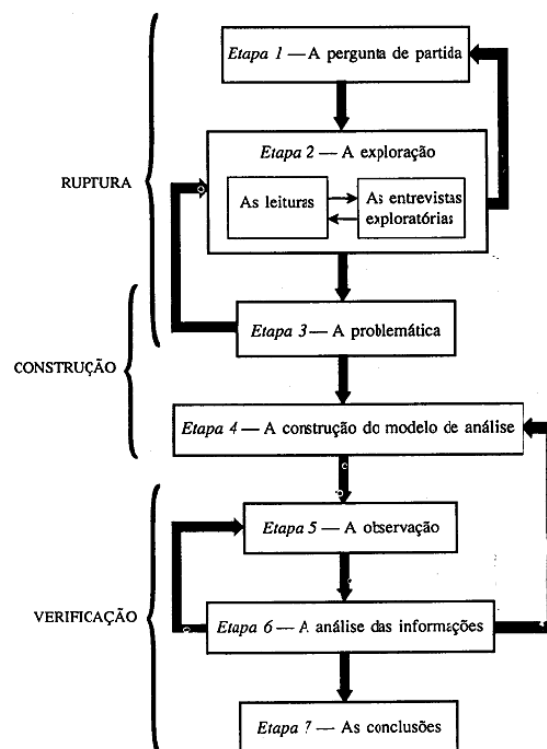 Etapa 1 — A pergunta de partida
Etapa 2 — A exploração
RUPTURA
As leituras
As entrevistas
exploratórias
Etapa 3 — A problemática
CONSTRUÇÃO
Etapa 4 — A construção do modelo de análise
Etapa 5 — A observação
VERIFICAÇÃO
Etapa 6 — A análise das informações
Etapa 7 — As conclusões